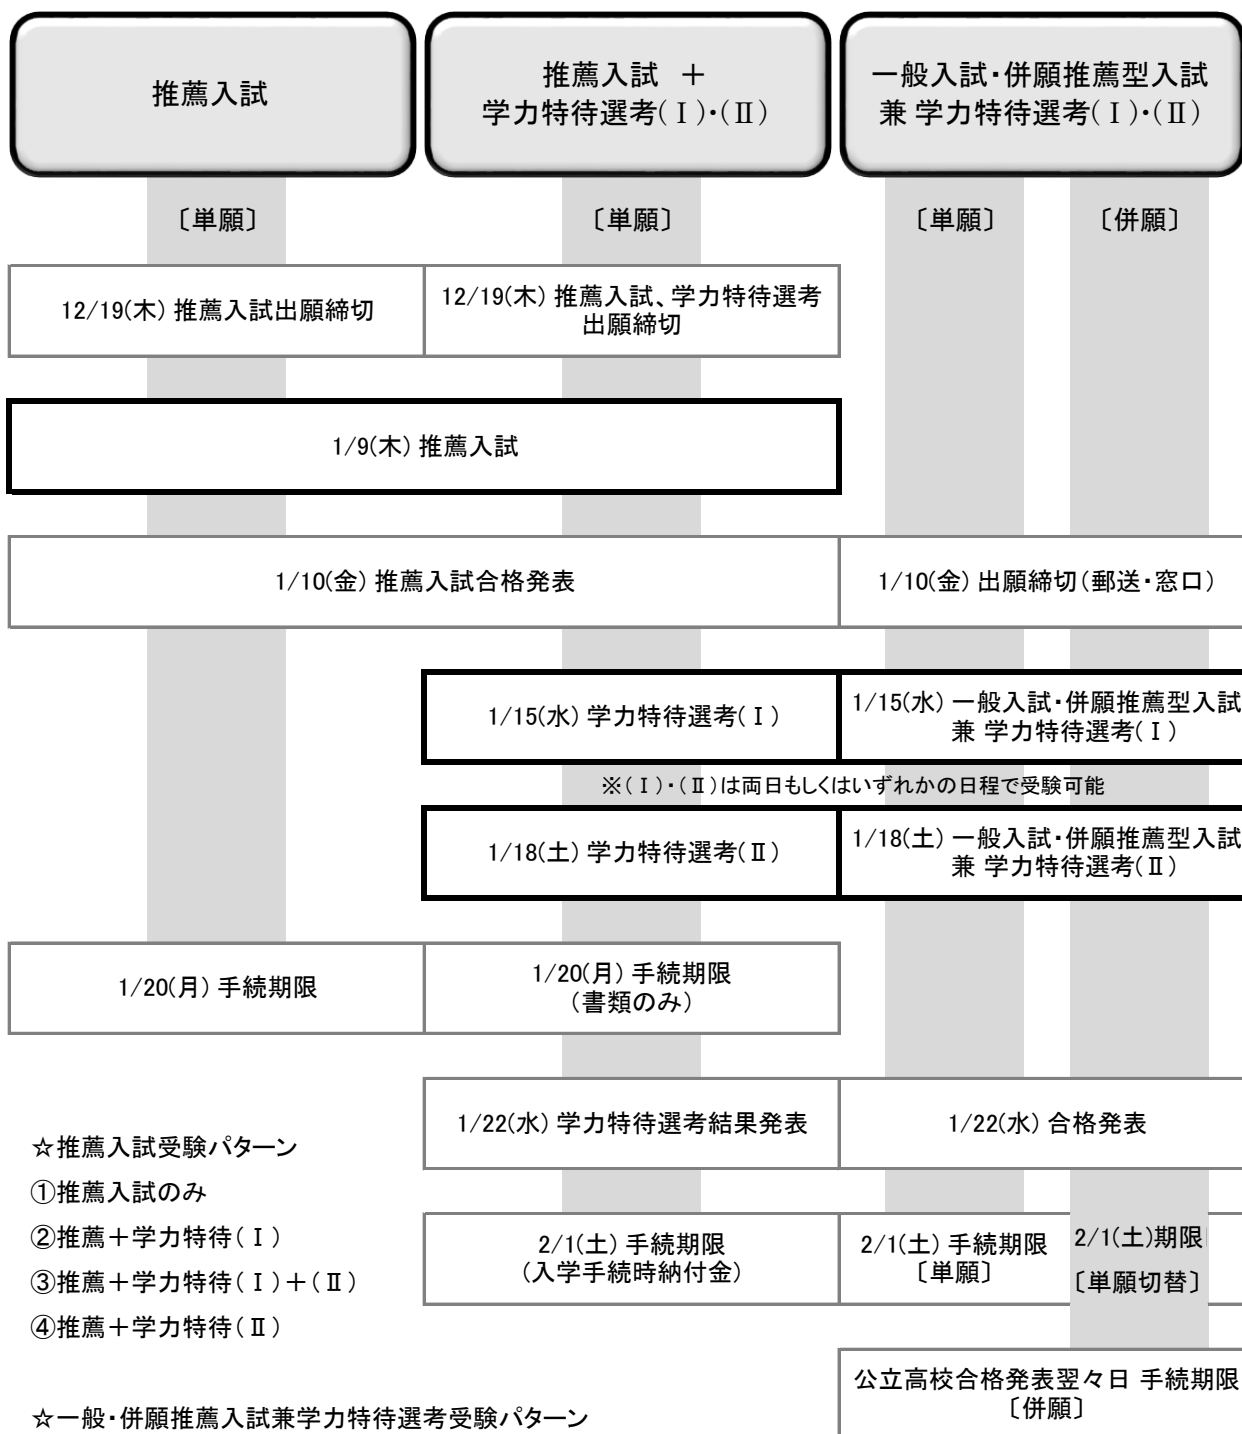 推薦入試
推薦入試 ＋
学力特待選考(Ⅰ)・(Ⅱ)
一般入試・併願推薦型入試
兼 学力特待選考(Ⅰ)・(Ⅱ)
〔単願〕
〔単願〕
〔単願〕
〔併願〕
12/19(木) 推薦入試出願締切
12/19(木) 推薦入試、学力特待選考
出願締切
1/9(木) 推薦入試
1/10(金) 推薦入試合格発表
1/10(金) 出願締切(郵送・窓口)
1/15(水) 学力特待選考(Ⅰ)
1/15(水) 一般入試・併願推薦型入試
兼 学力特待選考(Ⅰ)
※(Ⅰ)・(Ⅱ)は両日もしくはいずれかの日程で受験可能
1/18(土) 学力特待選考(Ⅱ)
1/18(土) 一般入試・併願推薦型入試
兼 学力特待選考(Ⅱ)
1/20(月) 手続期限
1/20(月) 手続期限
(書類のみ)
1/22(水) 学力特待選考結果発表
1/22(水) 合格発表
2/1(土) 手続期限
(入学手続時納付金)
2/1(土) 手続期限
〔単願〕
2/1(土)期限
〔単願切替〕
公立高校合格発表翌々日 手続期限
〔併願〕
☆推薦入試受験パターン
①推薦入試のみ
②推薦＋学力特待(Ⅰ)
③推薦＋学力特待(Ⅰ)＋(Ⅱ)
④推薦＋学力特待(Ⅱ)
☆一般・併願推薦入試兼学力特待選考受験パターン